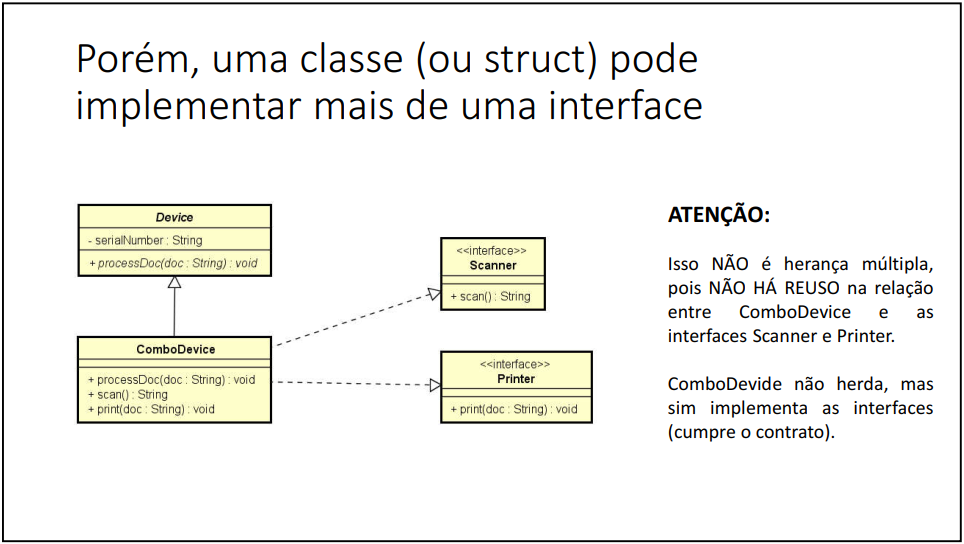 Porém, uma classe (ou struct) pode
implementar mais de uma interface
Device
- serialNumber : String
+ processDoc(doc : String) : void
ComboDevice
+ processDoc(doc : String) : void
+ scan() : String
+ print(doc : String) : void
<<interface>>
Scanner
+ scan() : String
<<interface>>
Printer
+ print(doc : String) : void
ATENÇÃO:
Isso NÃO é herança múltipla,
pois NÃO HÁ REUSO na relação
entre ComboDevice e as
interfaces Scanner e Printer.
ComboDevide não herda, mas
sim implementa as interfaces
(cumpre o contrato).